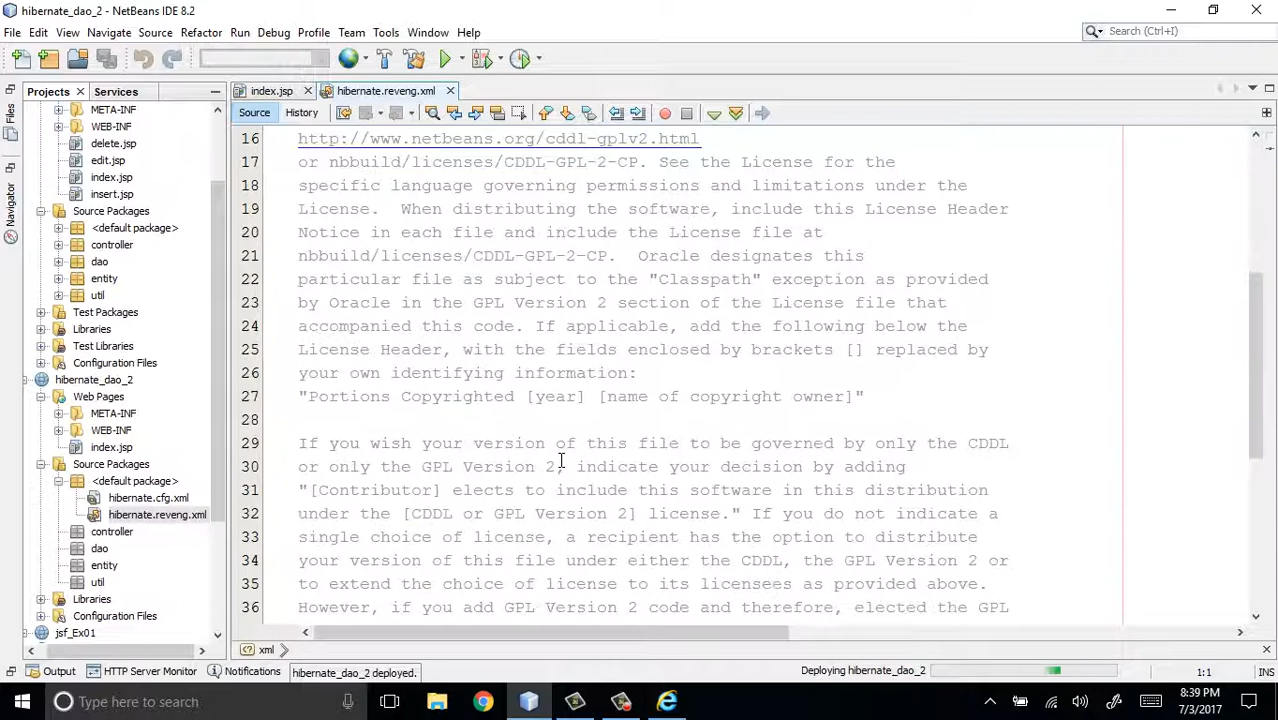 hibernate_dao_2 - NetBeans IDE 8.2
File Edit View Navigate Source Refactor Run Debug Profile Team Tools Window Help
Search (Ctrl+I)
Projects
Services
index.jsp
hibernate.reveng.xml
Source
History
Files
Navigator
META-INF
WEB-INF
delete.jsp
edit.jsp
index.jsp
insert.jsp
Source Packages
<default package>
controller
dao
entity
util
Test Packages
Libraries
Test Libraries
Configuration Files
hibernate_dao_2
Web Pages
META-INF
WEB-INF
index.jsp
Source Packages
<default package>
hibernate.cfg.xml
hibernate.reveng.xml
controller
dao
entity
util
Libraries
Configuration Files
jsf_Ex01
16 http://www.netbeans.org/cddl-gplv2.html
17 or nbbuild/licenses/CDDL-GPL-2-CP. See the License for the
18 specific language governing permissions and limitations under the
19 License.  When distributing the software, include this License Header
20 Notice in each file and include the License file at
21 nbbuild/licenses/CDDL-GPL-2-CP.  Oracle designates this
22 particular file as subject to the "Classpath" exception as provided
23 by Oracle in the GPL Version 2 section of the License file that
24 accompanied this code. If applicable, add the following below the
25 License Header, with the fields enclosed by brackets [] replaced by
26 your own identifying information:
27 "Portions Copyrighted [year] [name of copyright owner]"
28
29 If you wish your version of this file to be governed by only the CDDL
30 or only the GPL Version 2, indicate your decision by adding
31 "[Contributor] elects to include this software in this distribution
32 under the [CDDL or GPL Version 2] license." If you do not indicate a
33 single choice of license, a recipient has the option to distribute
34 your version of this file under either the CDDL, the GPL Version 2 or
35 to extend the choice of license to its licensees as provided above.
36 However, if you add GPL Version 2 code and therefore, elected the GPL
<?> xml
Output
HTTP Server Monitor
Notifications
hibernate_dao_2 deployed.
Deploying hibernate_dao_2
1:1
INS
Type here to search
8:39 PM
7/3/2017